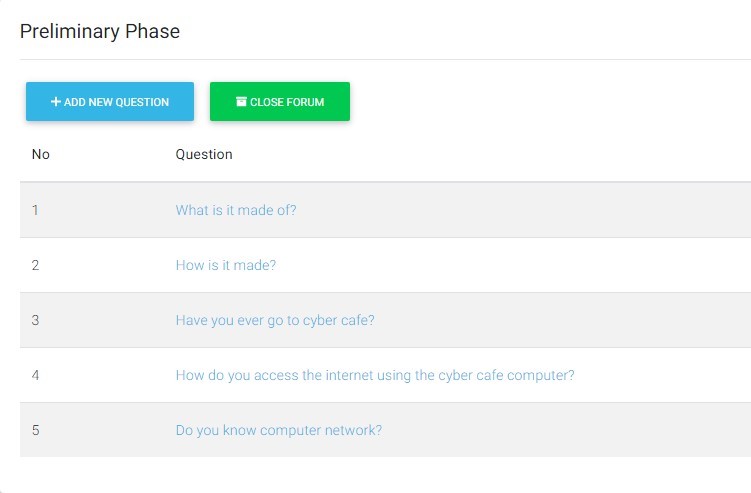 Preliminary Phase
ADD NEW QUESTION CLOSE FORUM
No Question
1 What is it made of?
2 How is it made?
3 Have you ever go to cyber cafe?
4 How do you access the internet using the cyber cafe computer?
5 Do you know computer network?